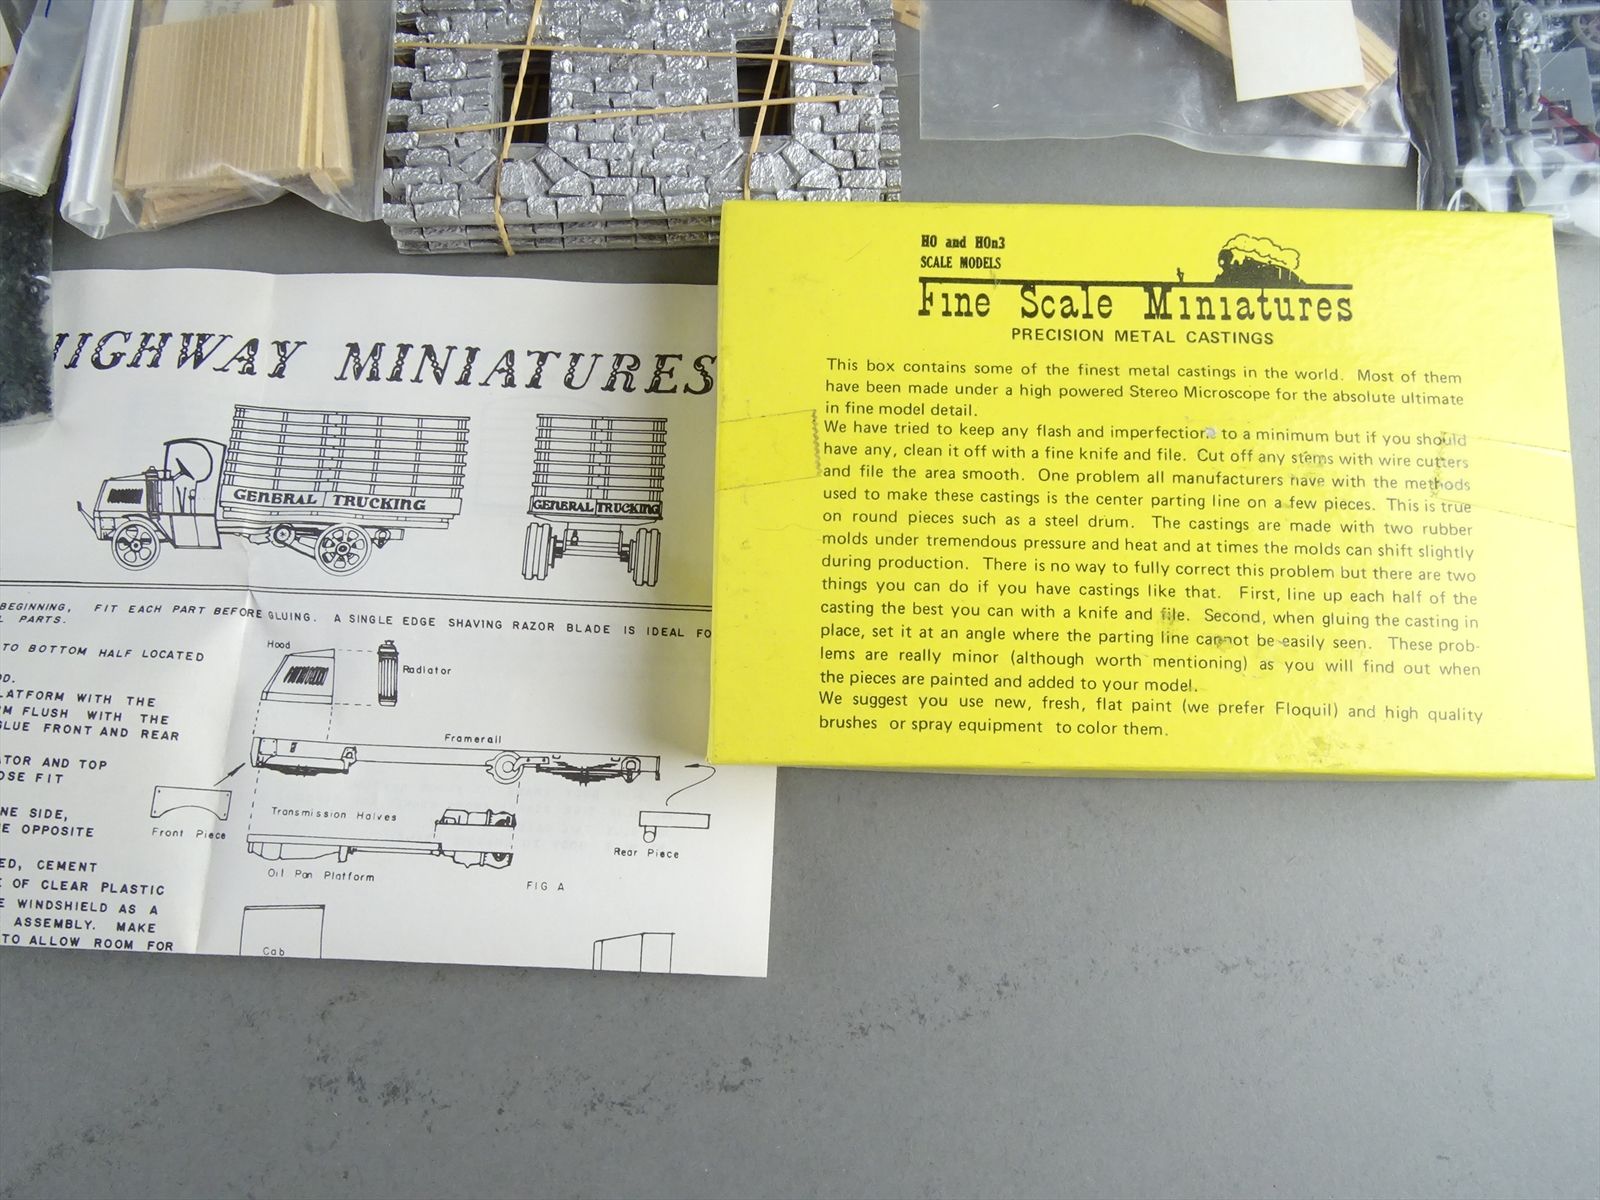 HIGHWAY MINIATURES
GENERAL TRUCKING
GENERAL TRUCKING
BEGINNING, FIT EACH PART BEFORE GLUING. A SINGLE EDGE SHAVING RAZOR BLADE IS IDEAL FO
PARTS.
TO BOTTOM HALF LOCATED
PLATFORM WITH THE
FLUSH WITH THE
GLUE FRONT AND REAR
AND TOP
FIT
SIDE,
OPPOSITE
CEMENT
OF CLEAR PLASTIC
WINDSHIELD AS A
ASSEMBLY. MAKE
TO ALLOW ROOM FOR
Hood
Radiator
Framerail
Front Piece
Transmission Halves
Rear Piece
Oil Pan Platform
FIG A
Cab
HO and HOn3
SCALE MODELS
Fine Scale Miniatures
PRECISION METAL CASTINGS
This box contains some of the finest metal castings in the world. Most of them
have been made under a high powered Stereo Microscope for the absolute ultimate
in fine model detail.
We have tried to keep any flash and imperfections to a minimum but if you should
have any, clean it off with a fine knife and file. Cut off any stems with wire cutters
and file the area smooth. One problem all manufacturers have with the methods
used to make these castings is the center parting line on a few pieces. This is true
on round pieces such as a steel drum. The castings are made with two rubber
molds under tremendous pressure and heat and at times the molds can shift slightly
during production. There is no way to fully correct this problem but there are two
things you can do if you have castings like that. First, line up each half of the
casting the best you can with a knife and file. Second, when gluing the casting in
place, set it at an angle where the parting line cannot be easily seen. These prob-
lems are really minor (although worth mentioning) as you will find out when
the pieces are painted and added to your model.
We suggest you use new, fresh, flat paint (we prefer Floquil) and high quality
brushes or spray equipment to color them.